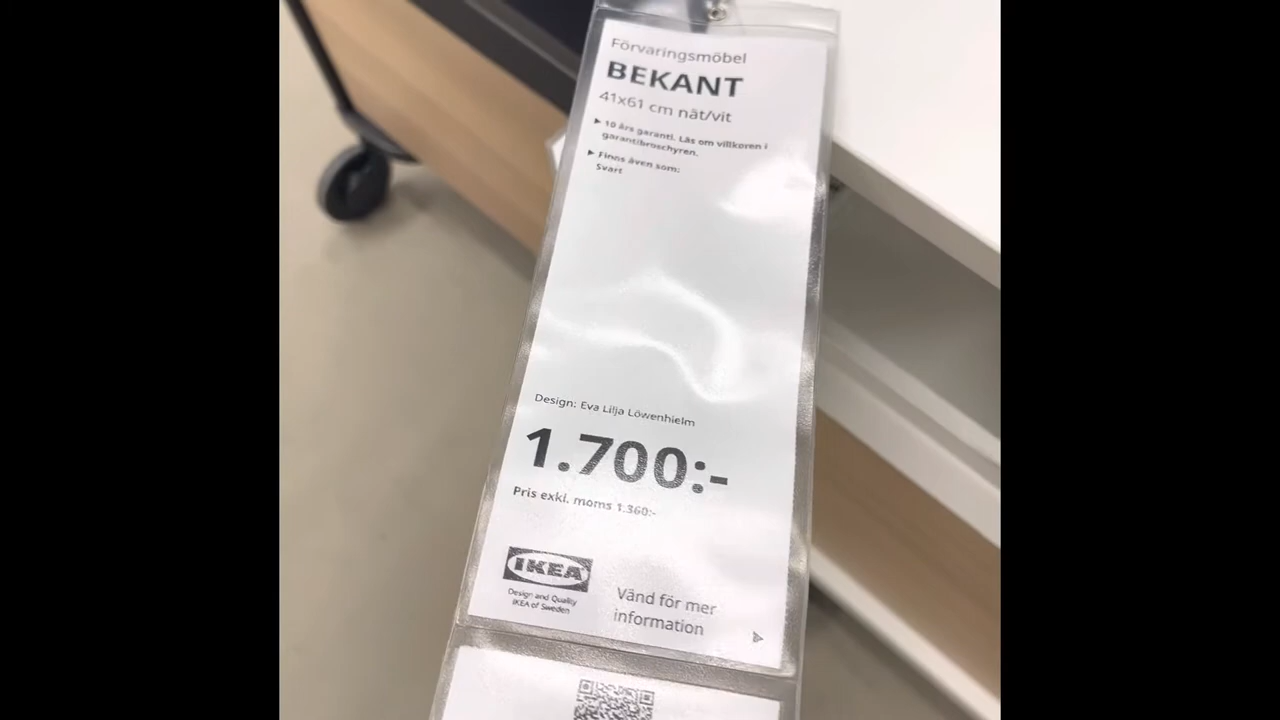 Förvaringsmöbel
BEKANT
41x61 cm nät/vit
▶ 10 års garanti. Läs om villkoren i
garantibroschyren.
▶ Finns även som:
Svart
Design: Eva Lilja Löwenhielm
1.700:-
Pris exkl. moms 1.360:-
IKEA
Design and Quality
IKEA of Sweden
Vänd för mer
information